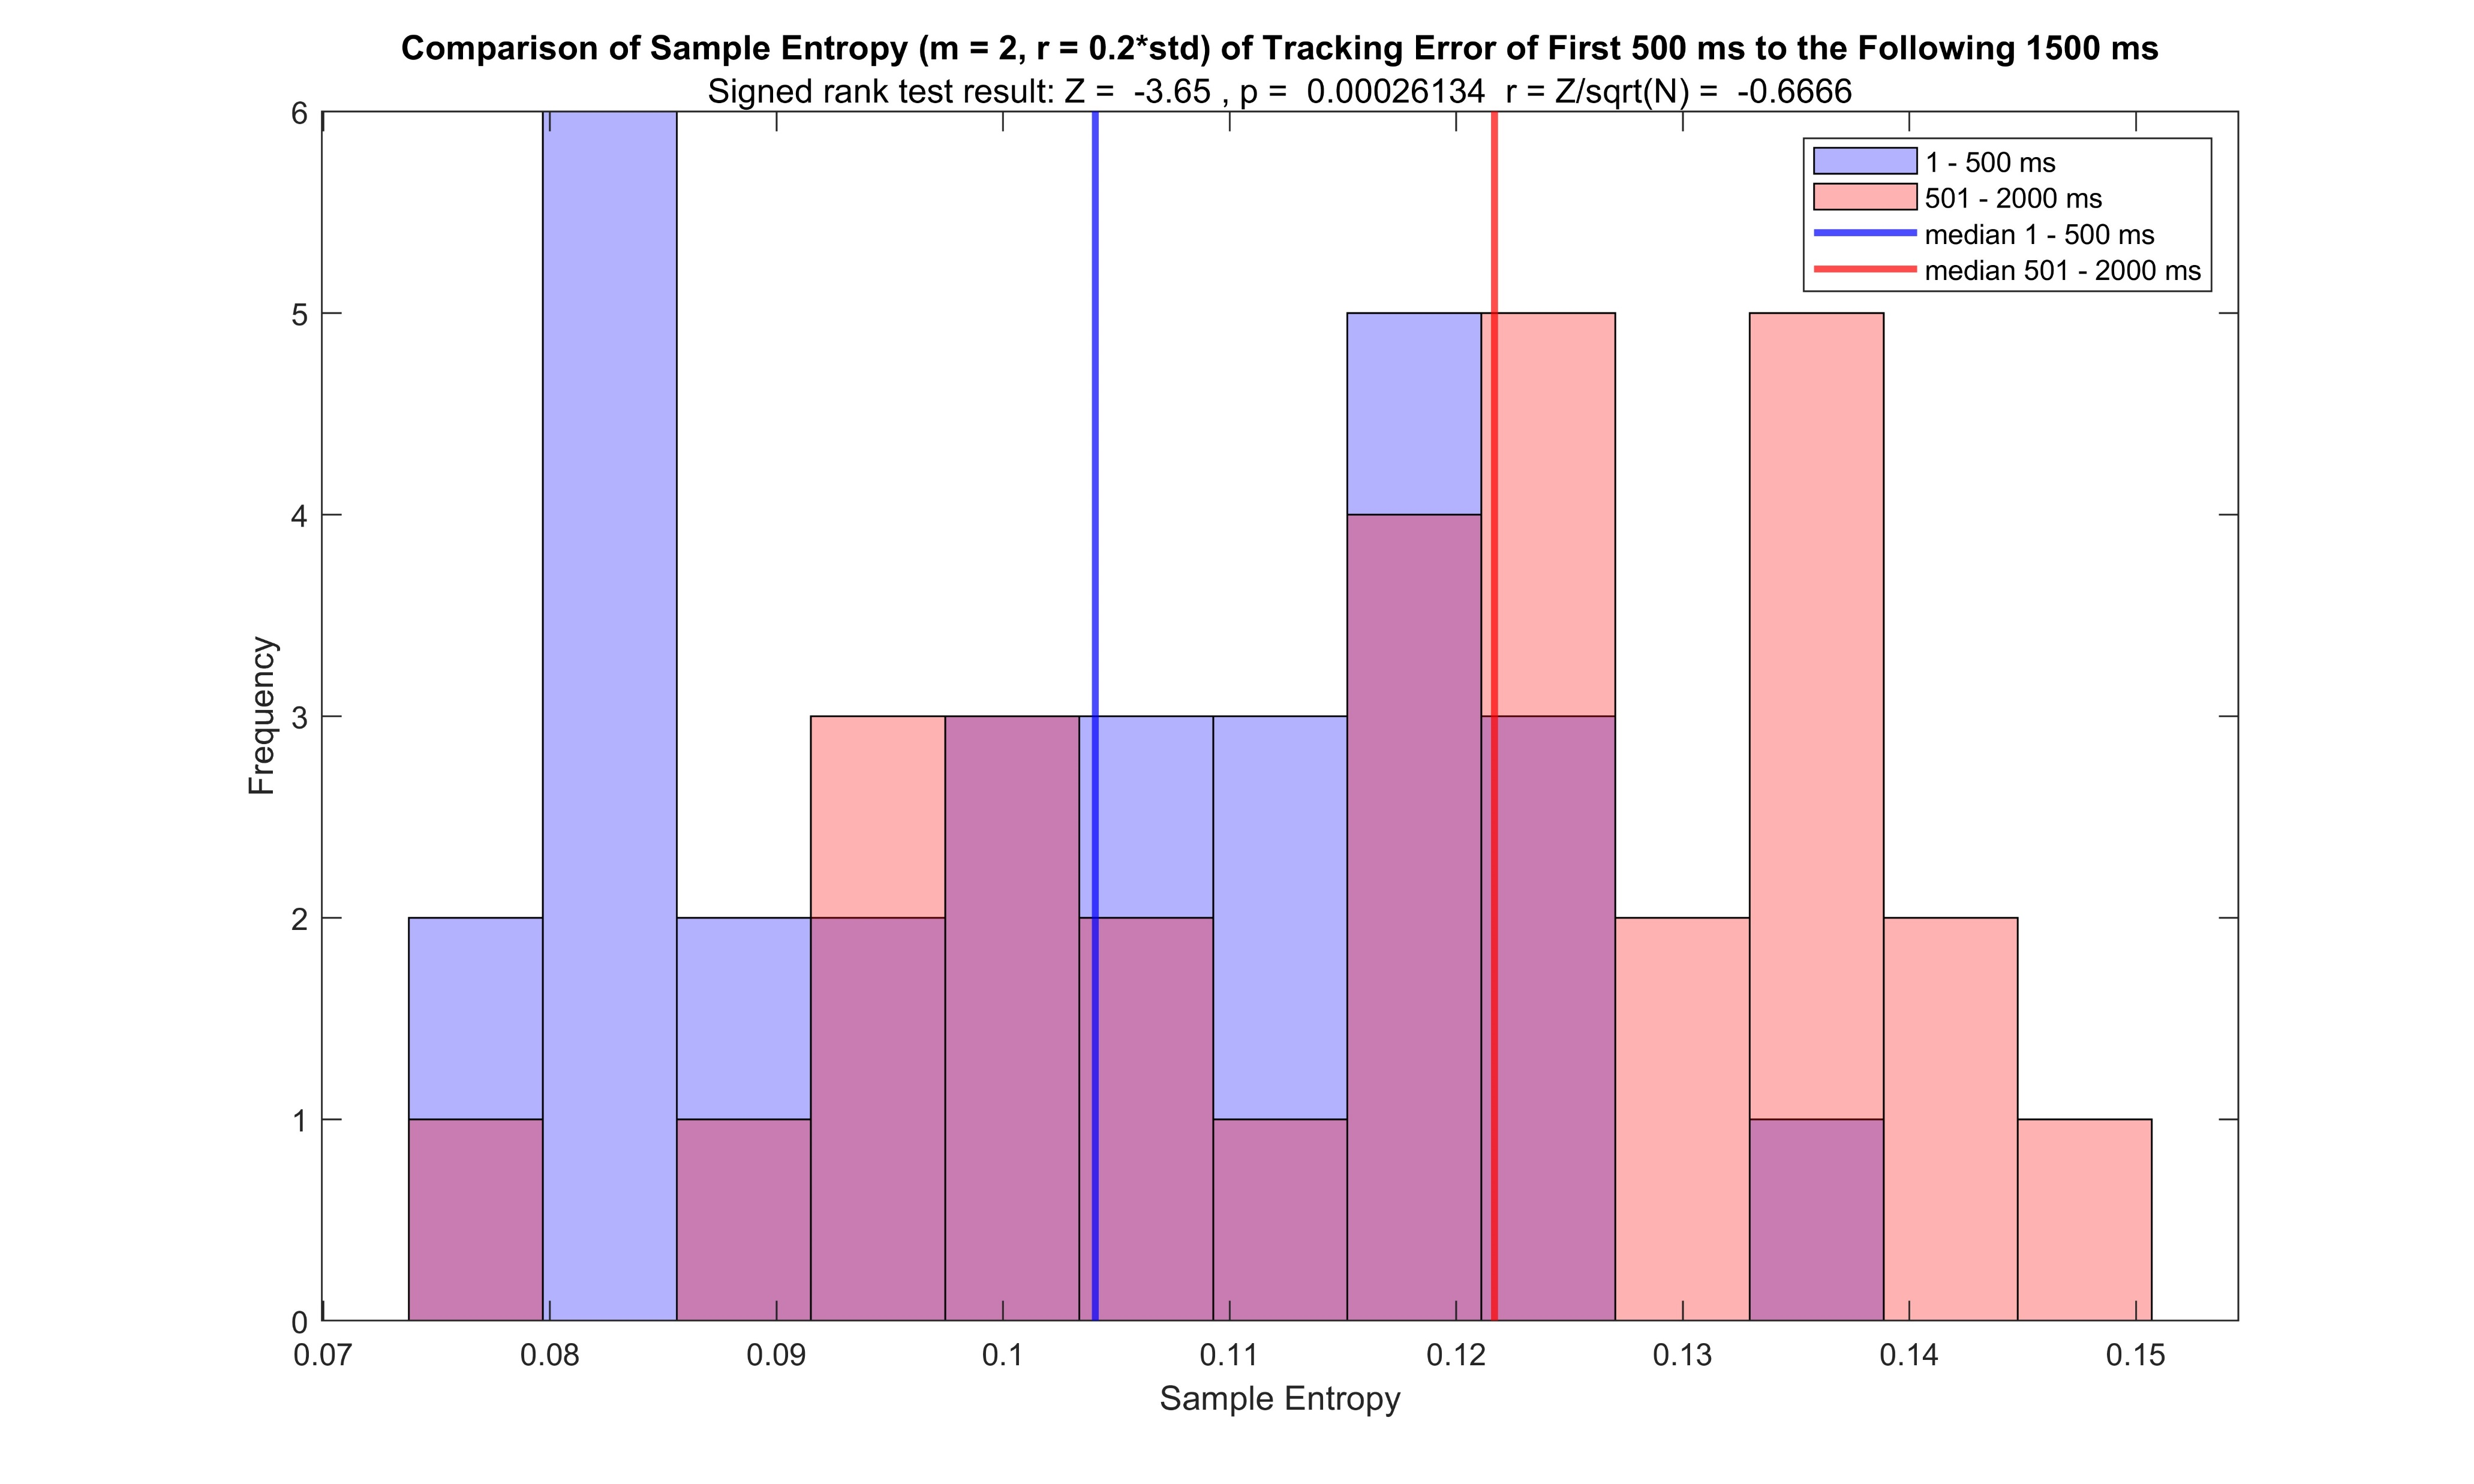 Comparison of Sample Entropy (m = 2, r = 0.2*std) of Tracking Error of First 500 ms to the Following 1500 ms
Signed rank test result: Z =  -3.65 , p =  0.00026134  r = Z/sqrt(N) =  -0.6666
1 - 500 ms
501 - 2000 ms
median 1 - 500 ms
median 501 - 2000 ms
6
5
4
3
2
1
0
Frequency
0.07 0.08 0.09 0.1 0.11 0.12 0.13 0.14 0.15
Sample Entropy